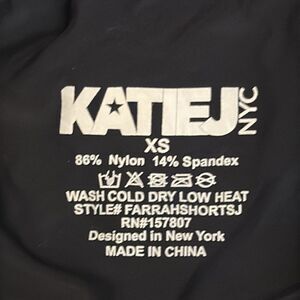 KATIEJ NYC
XS
86% Nylon 14% Spandex
WASH COLD DRY LOW HEAT
STYLE# FARRAHSHORTSJ
RN#157807
Designed in New York
MADE IN CHINA